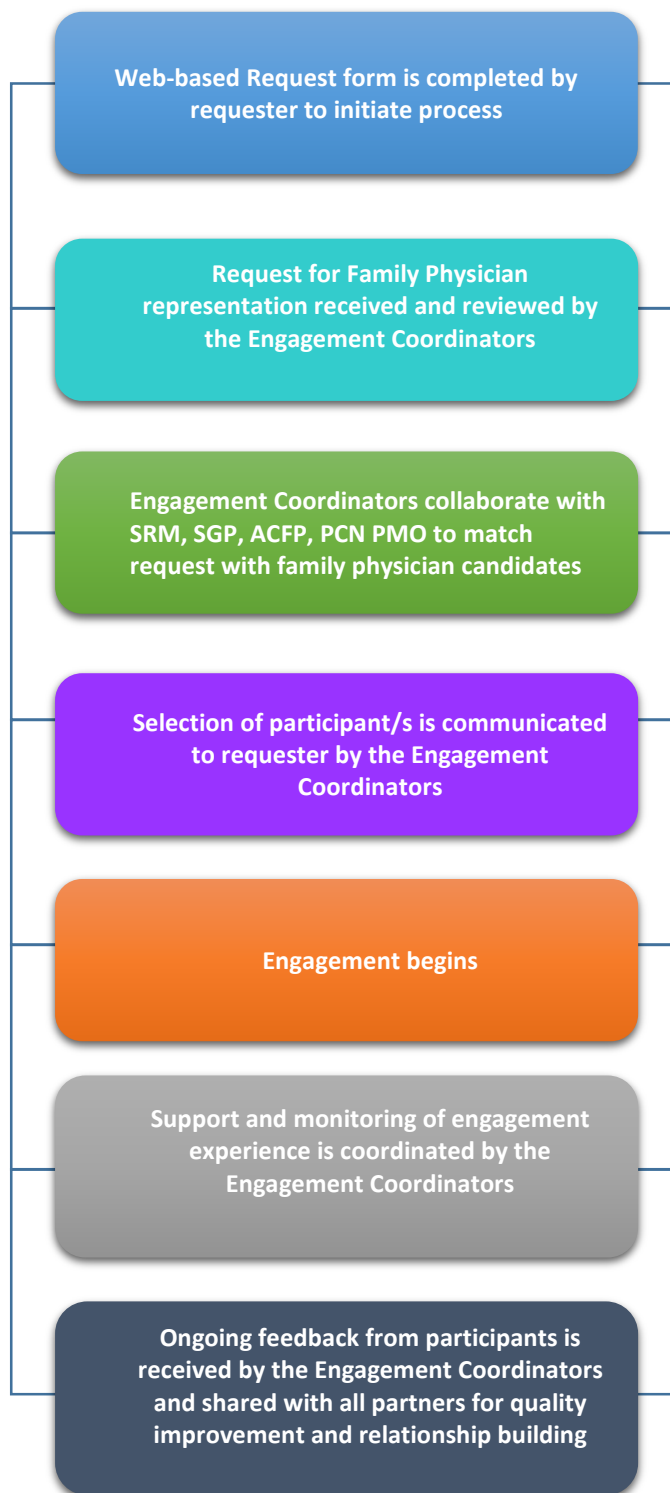 Web-based Request form is completed by
requester to initiate process
Request for Family Physician
representation received and reviewed by
the Engagement Coordinators
Engagement Coordinators collaborate with
SRM, SGP, ACFP, PCN PMO to match
request with family physician candidates
Selection of participant/s is communicated
to requester by the Engagement
Coordinators
Engagement begins
Support and monitoring of engagement
experience is coordinated by the
Engagement Coordinators
Ongoing feedback from participants is
received by the Engagement Coordinators
and shared with all partners for quality
improvement and relationship building